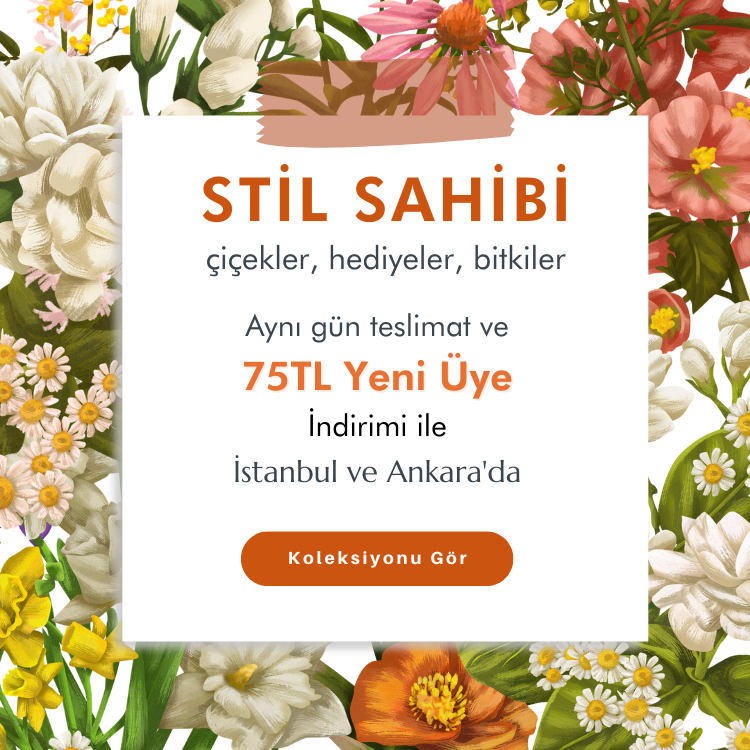 STİL SAHİBİ
çiçekler, hediyeler, bitkiler
Aynı gün teslimat ve
75TL Yeni Üye
İndirimi ile
İstanbul ve Ankara'da
Koleksiyonu Gör